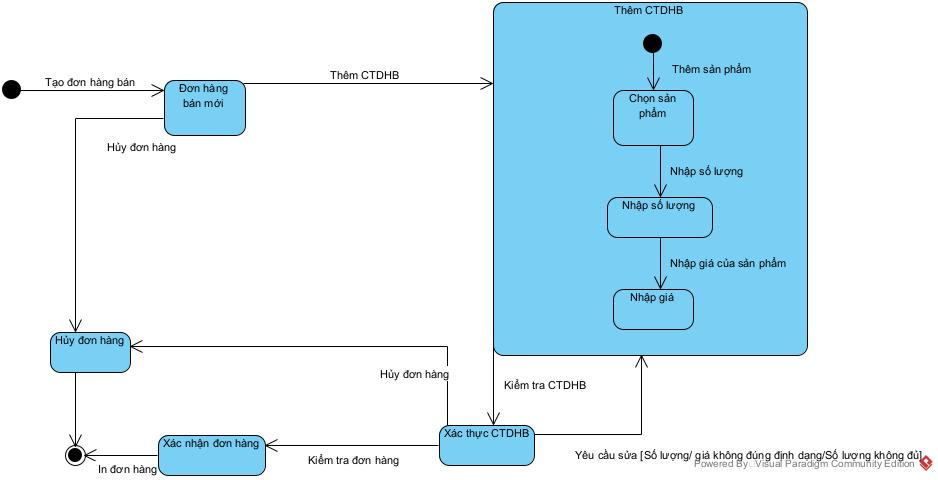 Thêm CTDHB
Thêm sản phẩm
Tạo đơn hàng bán
Thêm CTDHB
Đơn hàng
bán mới
Chọn sản
phẩm
Hủy đơn hàng
Nhập số lượng
Nhập số lượng
Nhập giá của sản phẩm
Nhập giá
Hủy đơn hàng
Hủy đơn hàng
Kiểm tra CTDHB
Xác thực CTDHB
Xác nhận đơn hàng
Kiểm tra đơn hàng
In đơn hàng
Yêu cầu sửa [Số lượng/ giá không đúng định dạng/Số lượng không đủ]
Powered By Visual Paradigm Community Edition